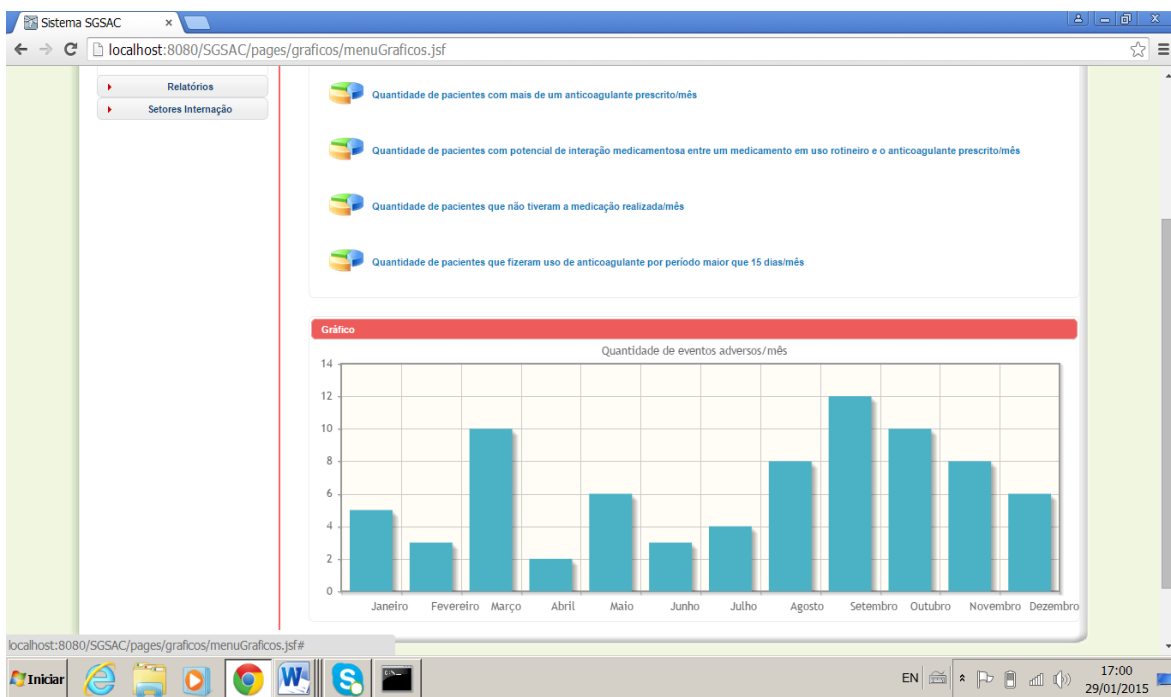 Sistema SGSAC
localhost:8080/SGSAC/pages/graficos/menuGraficos.jsf
Relatórios
Setores Internação
Quantidade de pacientes com mais de um anticoagulante prescrito/mês
Quantidade de pacientes com potencial de interação medicamentosa entre um medicamento em uso rotineiro e o anticoagulante prescrito/mês
Quantidade de pacientes que não tiveram a medicação realizada/mês
Quantidade de pacientes que fizeram uso de anticoagulante por período maior que 15 dias/mês
Gráfico
Quantidade de eventos adversos/mês
14
12
10
8
6
4
2
0
Janeiro Fevereiro Março Abril Maio Junho Julho Agosto Setembro Outubro Novembro Dezembro
localhost:8080/SGSAC/pages/graficos/menuGraficos.jsf#
Iniciar
EN
17:00
29/01/2015